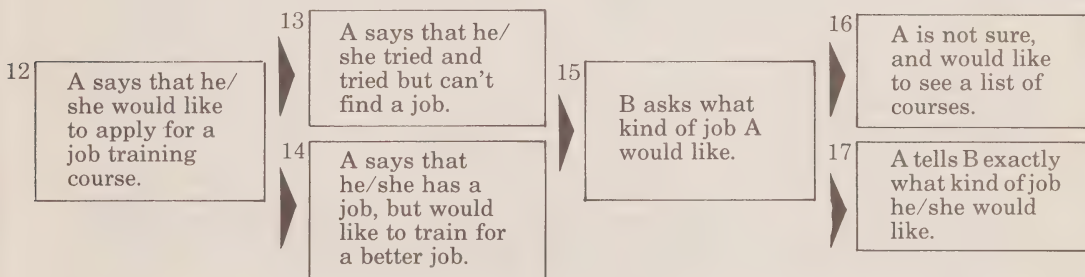 12
A says that he/
she would like
to apply for a
job training
course.
13
A says that he/
she tried and
tried but can't
find a job.
14
A says that
he/she has a
job, but would
like to train for
a better job.
15
B asks what
kind of job A
would like.
16
A is not sure,
and would like
to see a list of
courses.
17
A tells B exactly
what kind of job
he/she would
like.